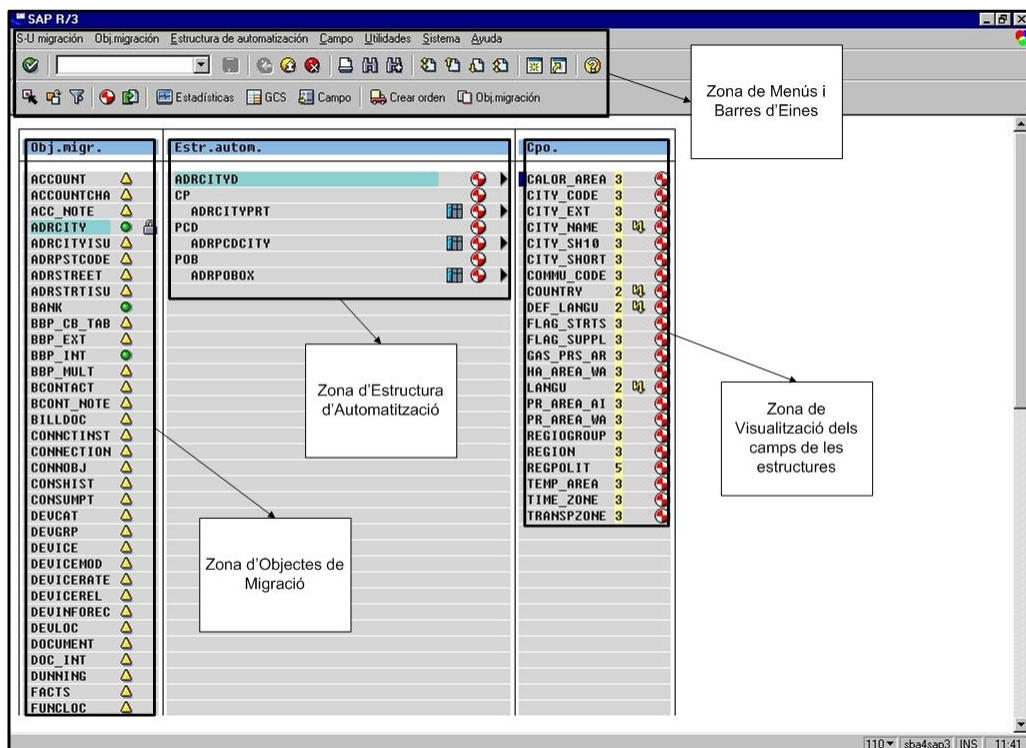 SAP R/3
S-U migración Obj.migración Estructura de automatización Campo Utilidades Sistema Ayuda
Estadísticas GCS Campo Crear orden Obj.migración
Zona de Menús i
Barres d'Eines
Obj.migr.
ACCOUNT
ACCOUNTCHA
ACC_NOTE
ADRCITY
ADRCITYISU
ADRPSTCODE
ADRSTREET
ADRSTRTISU
BANK
BBP_CB_TAB
BBP_EXT
BBP_INT
BBP_MULT
BCONTACT
BCONT_NOTE
BILLDOC
CONNCTINST
CONNECTION
CONNOBJ
CONSHIST
CONSUMPT
DEVCAT
DEVGRP
DEVICE
DEVICEMOD
DEVICERATE
DEVICEREL
DEVINFOREC
DEVLOC
DOCUMENT
DOC_INT
DUNNING
FACTS
FUNCLOC
Estr.autom.
ADRCITYD
CP
ADRCITYPRT
PCD
ADRPCDCITY
POB
ADRPOBOX
Zona d'Estructura
d'Automatització
Zona d'Objectes de
Migració
Cpo.
CALOR_AREA 3
CITY_CODE 3
CITY_EXT 3
CITY_NAME 3
CITY_SH10 3
CITY_SHORT 3
COMMU_CODE 3
COUNTRY 2
DEF_LANGU 2
FLAG_STRTS 3
FLAG_SUPPL 3
GAS_PRS_AR 3
HA_AREA_WA 3
LANGU 2
PR_AREA_AI 3
PR_AREA_WA 3
REGIOGROUP 3
REGION 3
REGPOLIT 5
TEMP_AREA 3
TIME_ZONE 3
TRANSPZONE 3
Zona de
Visualització dels
camps de les
estructures
110 sba4sap3 INS 11:41